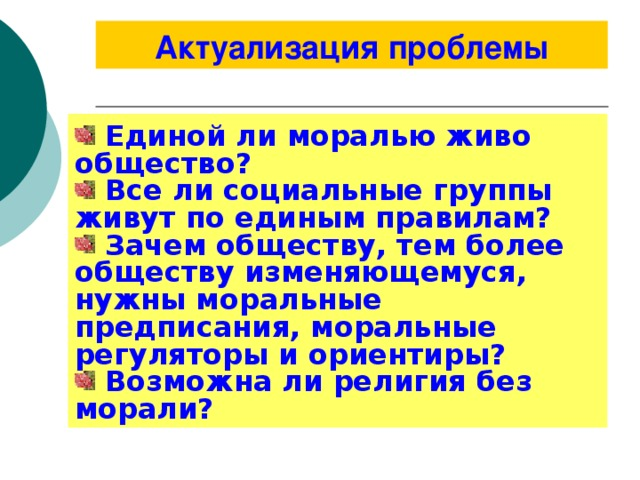 Актуализация проблемы
Единой ли моралью живо
общество?
Все ли социальные группы
живут по единым правилам?
Зачем обществу, тем более
обществу изменяющемуся,
нужны моральные
предписания, моральные
регуляторы и ориентиры?
Возможна ли религия без
морали?